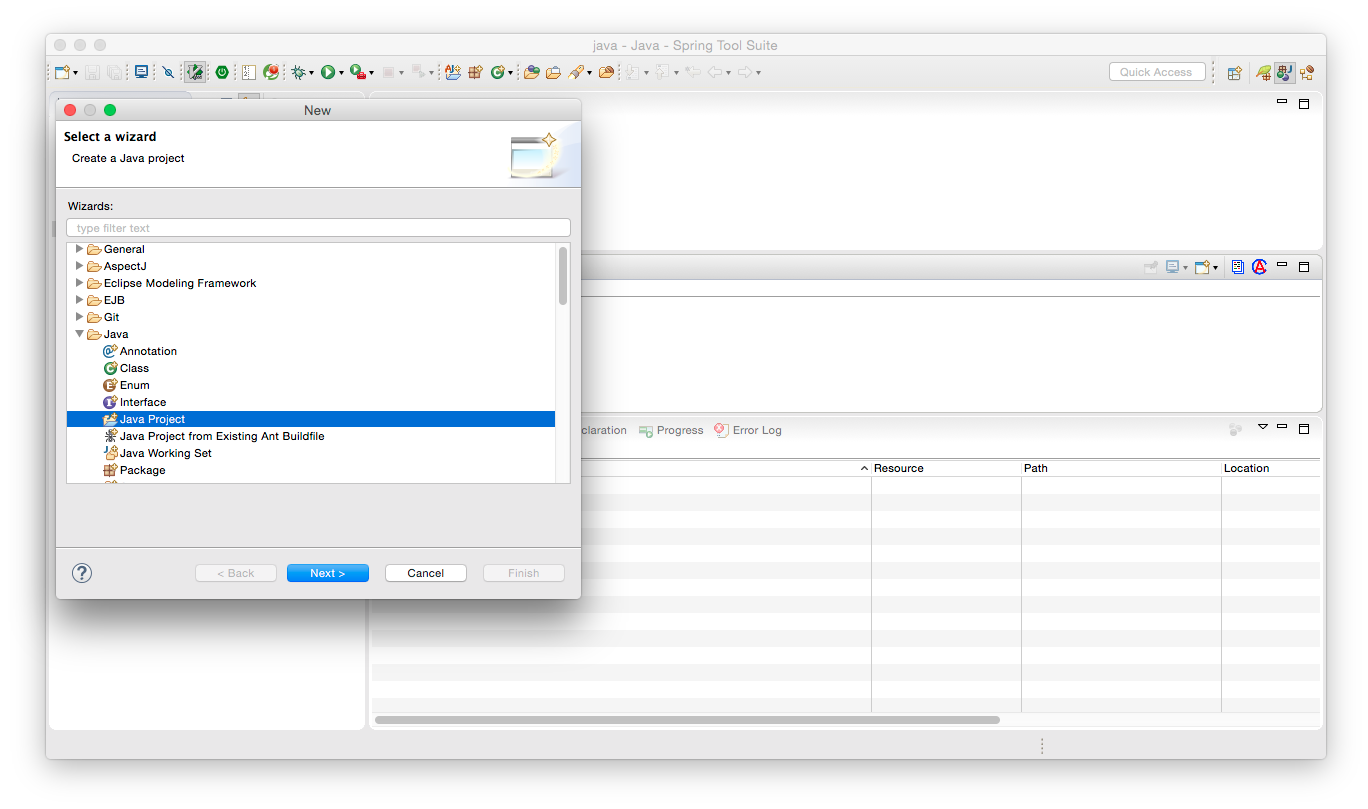 java - Java - Spring Tool Suite
Quick Access
New
Select a wizard
Create a Java project
Wizards:
type filter text
General
AspectJ
Eclipse Modeling Framework
EJB
Git
Java
Annotation
Class
Enum
Interface
Java Project
Java Project from Existing Ant Buildfile
Java Working Set
Package
< Back
Next >
Cancel
Finish
claration
Progress
Error Log
Resource
Path
Location